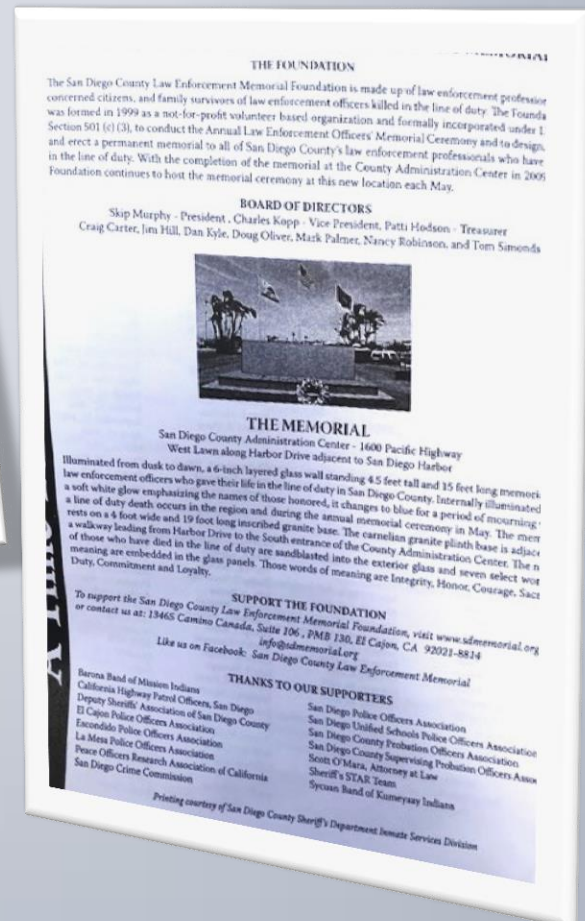 MEMORIAL
THE FOUNDATION
The San Diego County Law Enforcement Memorial Foundation is made up of law enforcement profession
concerned citizens, and family survivors of law enforcement officers killed in the line of duty. The Founda
was formed in 1999 as a not-for-profit volunteer based organization and formally incorporated under I.
Section 501 (c) (3), to conduct the Annual Law Enforcement Officers' Memorial Ceremony and to design,
and erect a permanent memorial to all of San Diego County's law enforcement professionals who have
in the line of duty. With the completion of the memorial at the County Administration Center in 2009
Foundation continues to host the memorial ceremony at this new location each May.
BOARD OF DIRECTORS
Skip Murphy - President , Charles Kopp - Vice President, Patti Hodson - Treasurer
Craig Carter, Jim Hill, Dan Kyle, Doug Oliver, Mark Palmer, Nancy Robinson, and Tom Simonds
THE MEMORIAL
San Diego County Administration Center - 1600 Pacific Highway
West Lawn along Harbor Drive adjacent to San Diego Harbor
Illuminated from dusk to dawn, a 6-inch layered glass wall standing 4.5 feet tall and 15 feet long memori
law enforcement officers who gave their life in the line of duty in San Diego County. Internally illuminated
a soft white glow emphasizing the names of those honored, it changes to blue for a period of mourning
a line of duty death occurs in the region and during the annual memorial ceremony in May. The mem
rests on a 4 foot wide and 19 foot long inscribed granite base. The carnelian granite plinth base is adjac
a walkway leading from Harbor Drive to the South entrance of the County Administration Center. The n
of those who have died in the line of duty are sandblasted into the exterior glass and seven select wor
meaning are embedded in the glass panels. Those words of meaning are Integrity, Honor, Courage, Sacr
Duty, Commitment and Loyalty.
SUPPORT THE FOUNDATION
To support the San Diego County Law Enforcement Memorial Foundation, visit www.sdmemorial.org
or contact us at: 13465 Camino Canada, Suite 106 , PMB 130, El Cajon, CA 92021-8814
info@sdmemorial.org
Like us on Facebook: San Diego County Law Enforcement Memorial
THANKS TO OUR SUPPORTERS
Barona Band of Mission Indians
California Highway Patrol Officers, San Diego
Deputy Sheriffs' Association of San Diego County
El Cajon Police Officers Association
Escondido Police Officers Association
La Mesa Police Officers Association
Peace Officers Research Association of California
San Diego Crime Commission
San Diego Police Officers Association
San Diego Unified Schools Police Officers Association
San Diego County Probation Officers Association
San Diego County Supervising Probation Officers Assoc
Scott O'Mara, Attorney at Law
Sheriff's STAR Team
Sycuan Band of Kumeyaay Indians
Printing courtesy of San Diego County Sheriff's Department Inmate Services Division
A Time